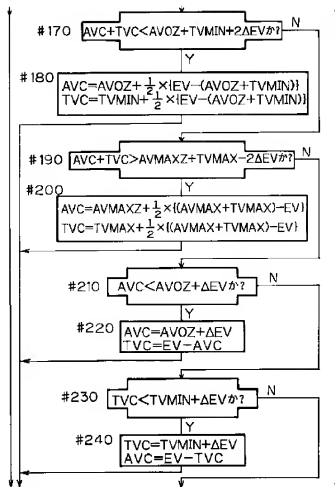 #170
AVC+TVC<AVOZ+TVMIN+2ΔEVか?
N
Y
#180
AVC=AVOZ+½×{EV−(AVOZ+TVMIN)}
TVC=TVMIN+½×{EV−(AVOZ+TVMIN)}
#190
AVC+TVC>AVMAXZ+TVMAX−2ΔEVか?
N
Y
#200
AVC=AVMAXZ+½×{(AVMAX+TVMAX)−EV}
TVC=TVMAX+½×{(AVMAX+TVMAX)−EV}
#210
AVC<AVOZ+ΔEVか?
N
Y
#220
AVC=AVOZ+ΔEV
TVC=EV−AVC
#230
TVC<TVMIN+ΔEVか?
N
Y
#240
TVC=TVMIN+ΔEV
AVC=EV−TVC